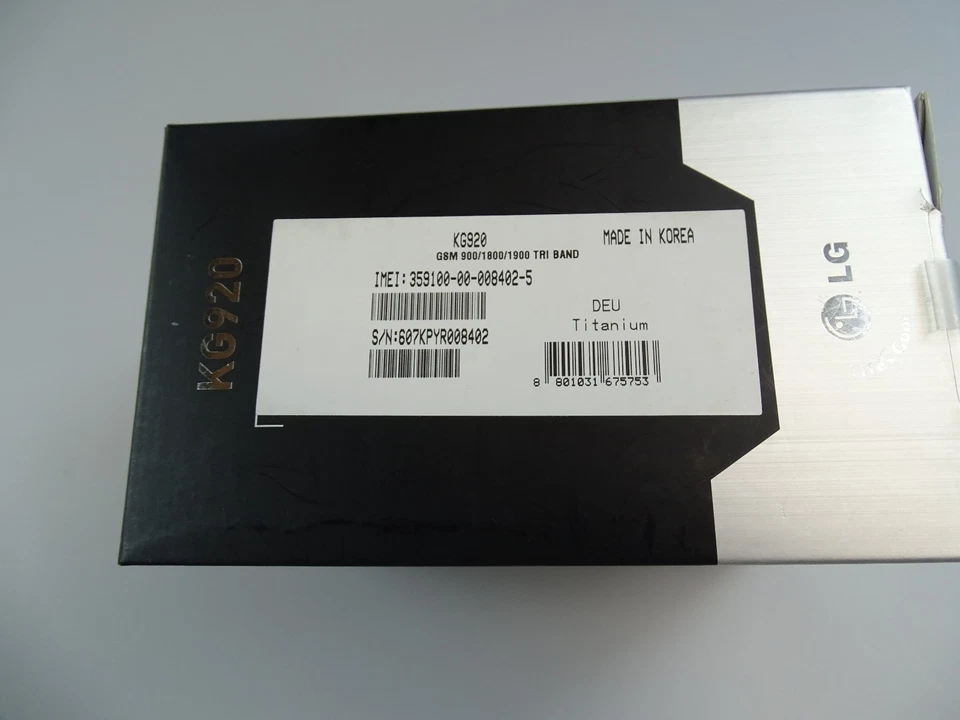 KG920
KG920
MADE IN KOREA
GSM 900/1800/1900 TRI BAND
IMEI:359100-00-008402-5
S/N:607KPYR008402
DEU
Titanium
8 801031 675753
LG